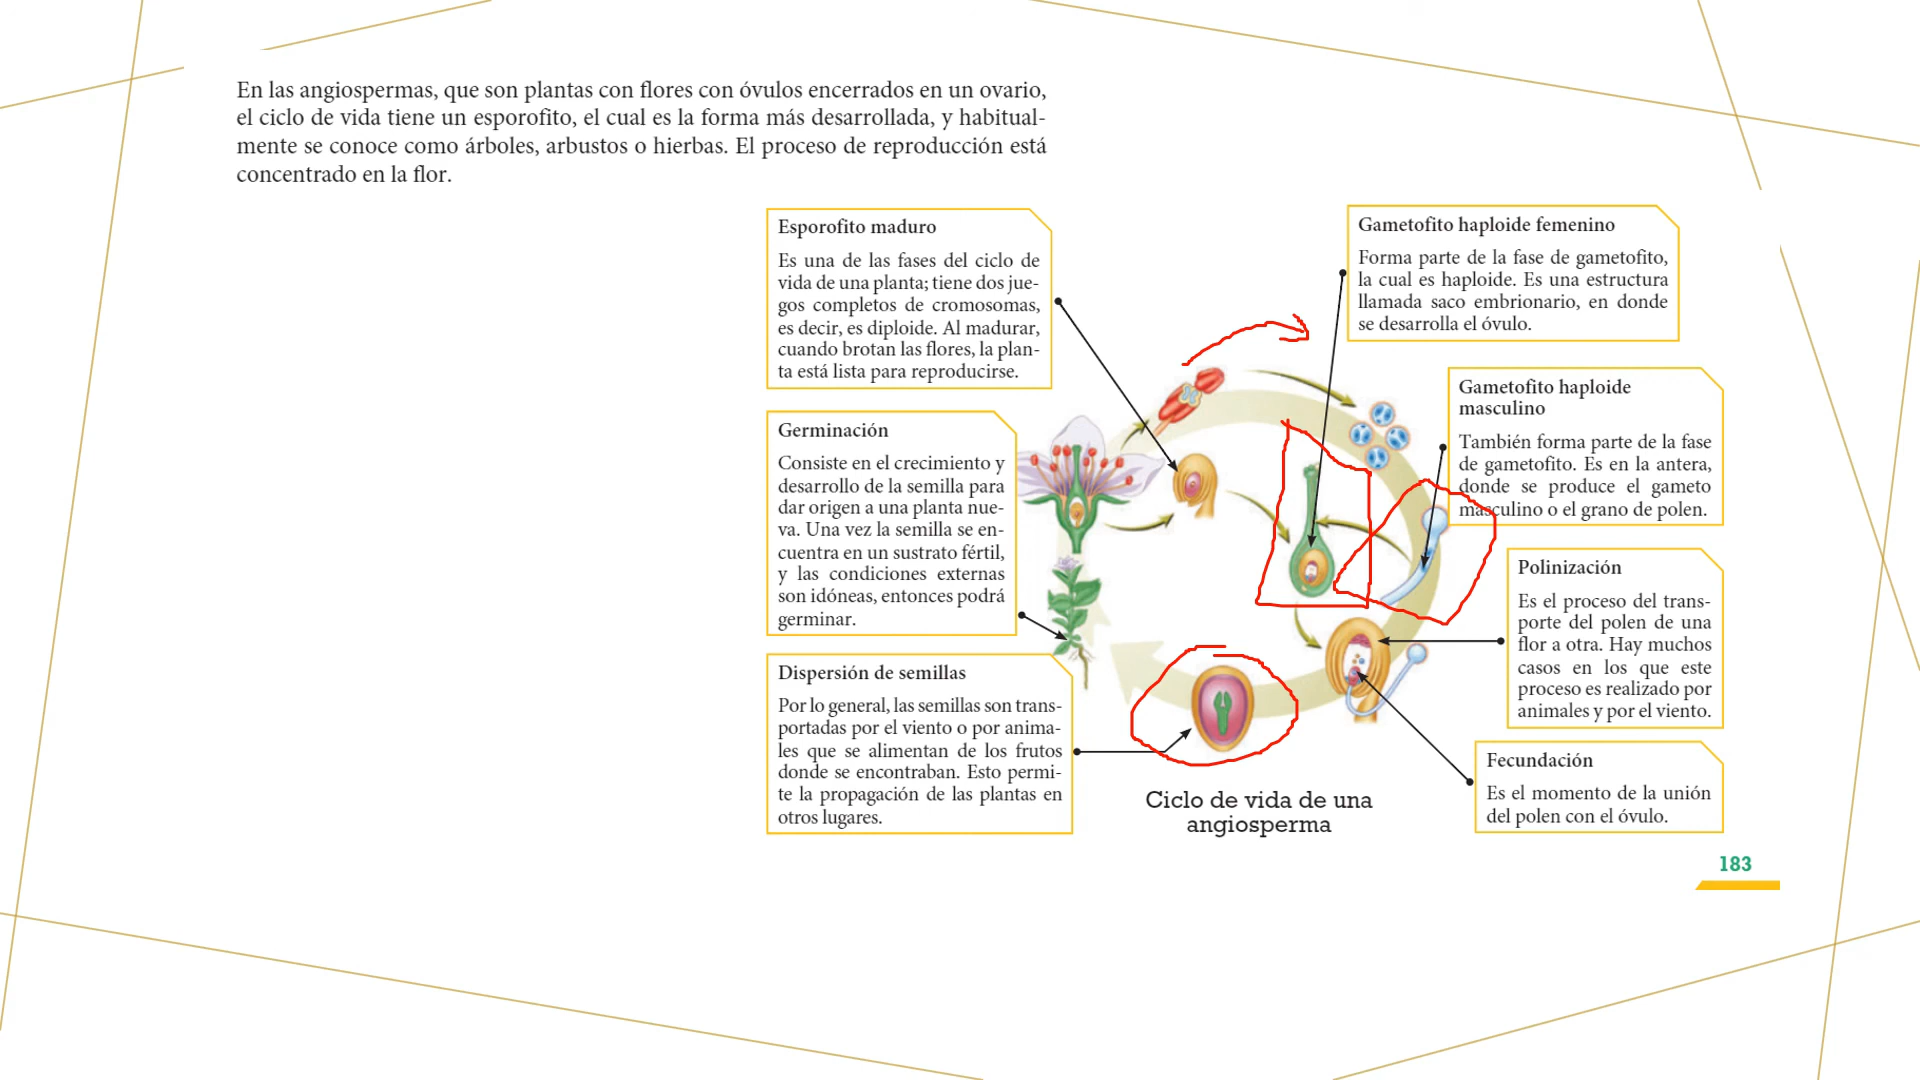 En las angiospermas, que son plantas con flores con óvulos encerrados en un ovario,
el ciclo de vida tiene un esporofito, el cual es la forma más desarrollada, y habitual-
mente se conoce como árboles, arbustos o hierbas. El proceso de reproducción está
concentrado en la flor.
Esporofito maduro
Es una de las fases del ciclo de
vida de una planta; tiene dos jue-
gos completos de cromosomas,
es decir, es diploide. Al madurar,
cuando brotan las flores, la plan-
ta está lista para reproducirse.
Germinación
Consiste en el crecimiento y
desarrollo de la semilla para
dar origen a una planta nue-
va. Una vez la semilla se en-
cuentra en un sustrato fértil,
y las condiciones externas
son idóneas, entonces podrá
germinar.
Dispersión de semillas
Por lo general, las semillas son trans-
portadas por el viento o por anima-
les que se alimentan de los frutos
donde se encontraban. Esto permi-
te la propagación de las plantas en
otros lugares.
Gametofito haploide femenino
Forma parte de la fase de gametofito,
la cual es haploide. Es una estructura
llamada saco embrionario, en donde
se desarrolla el óvulo.
Gametofito haploide
masculino
También forma parte de la fase
de gametofito. Es en la antera,
donde se produce el gameto
masculino o el grano de polen.
Polinización
Es el proceso del trans-
porte del polen de una
flor a otra. Hay muchos
casos en los que este
proceso es realizado por
animales y por el viento.
Fecundación
Es el momento de la unión
del polen con el óvulo.
Ciclo de vida de una
angiosperma
183